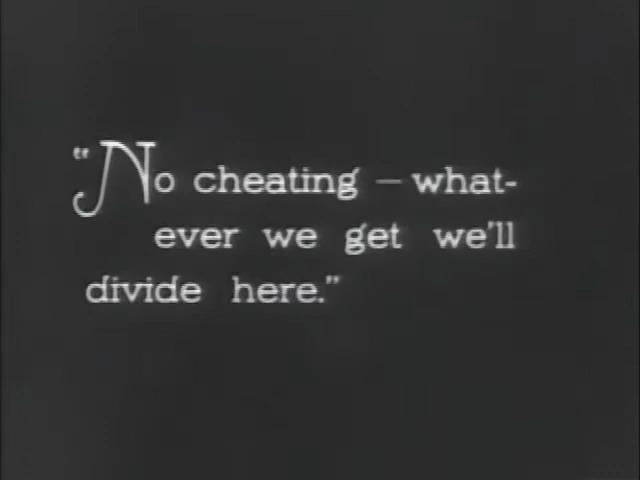 “No cheating — what-
ever we get we'll
divide here.”